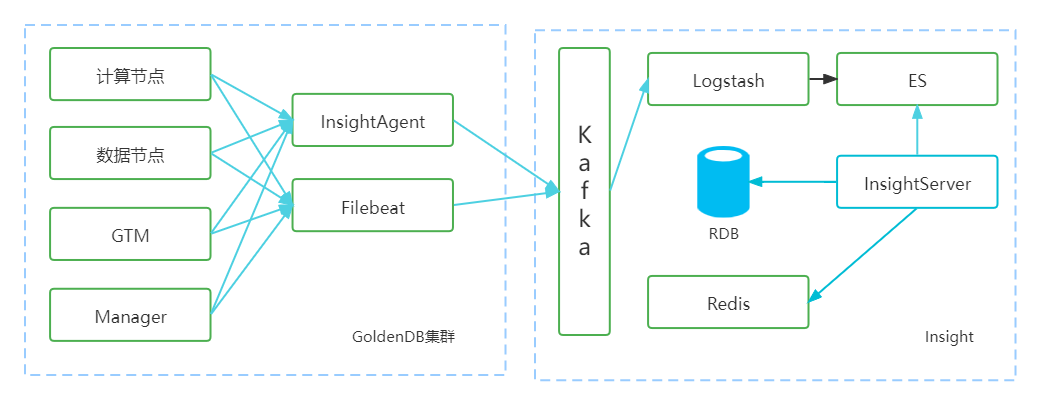 计算节点
数据节点
GTM
Manager
InsightAgent
Filebeat
GoldenDB集群
Kafka
Logstash
ES
InsightServer
RDB
Redis
Insight